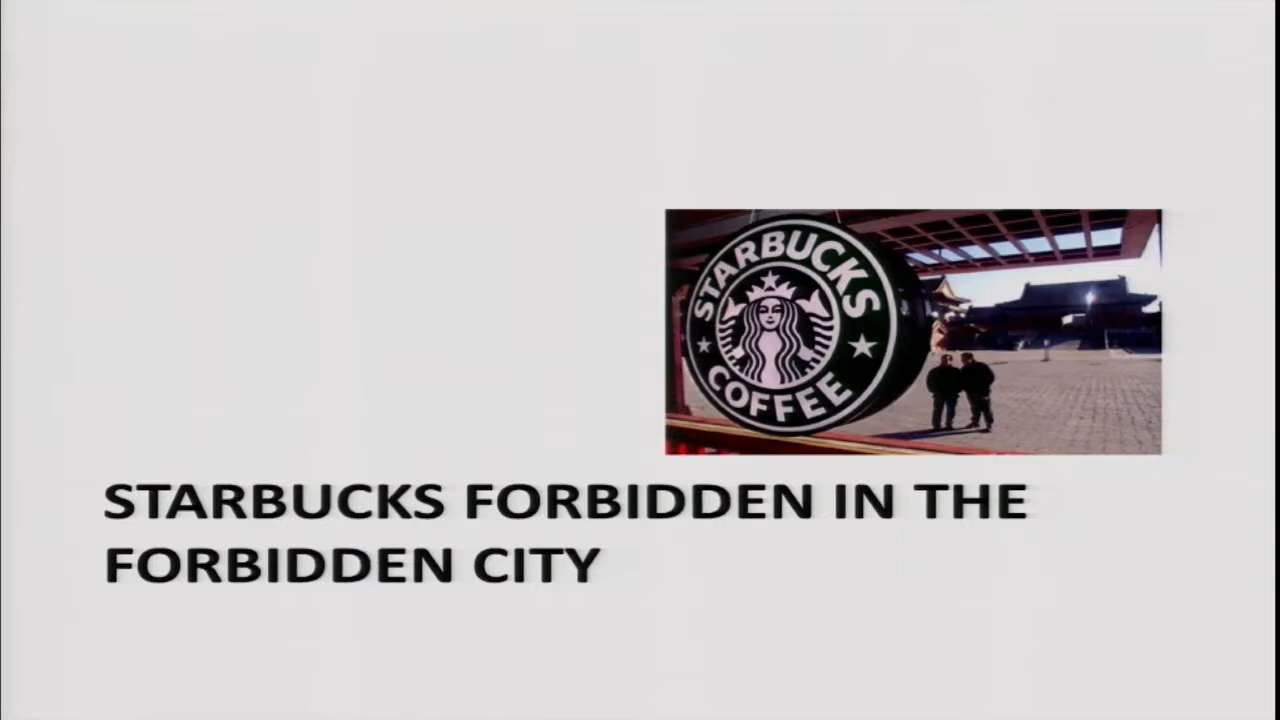 STARBUCKS
COFFEE
STARBUCKS FORBIDDEN IN THE
FORBIDDEN CITY